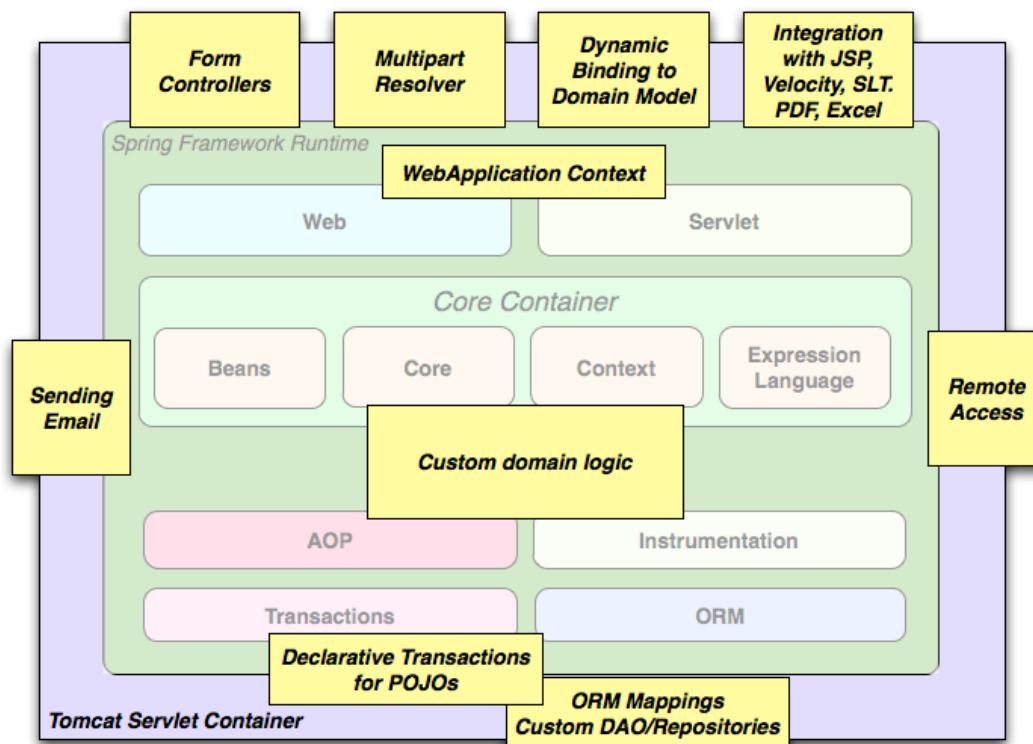 Form
Controllers
Multipart
Resolver
Dynamic
Binding to
Domain Model
Integration
with JSP,
Velocity, SLT.
PDF, Excel
Spring Framework Runtime
WebApplication Context
Web
Servlet
Core Container
Beans
Core
Context
Expression
Language
Sending
Email
Remote
Access
Custom domain logic
AOP
Instrumentation
Transactions
ORM
Declarative Transactions
for POJOs
ORM Mappings
Custom DAO/Repositories
Tomcat Servlet Container